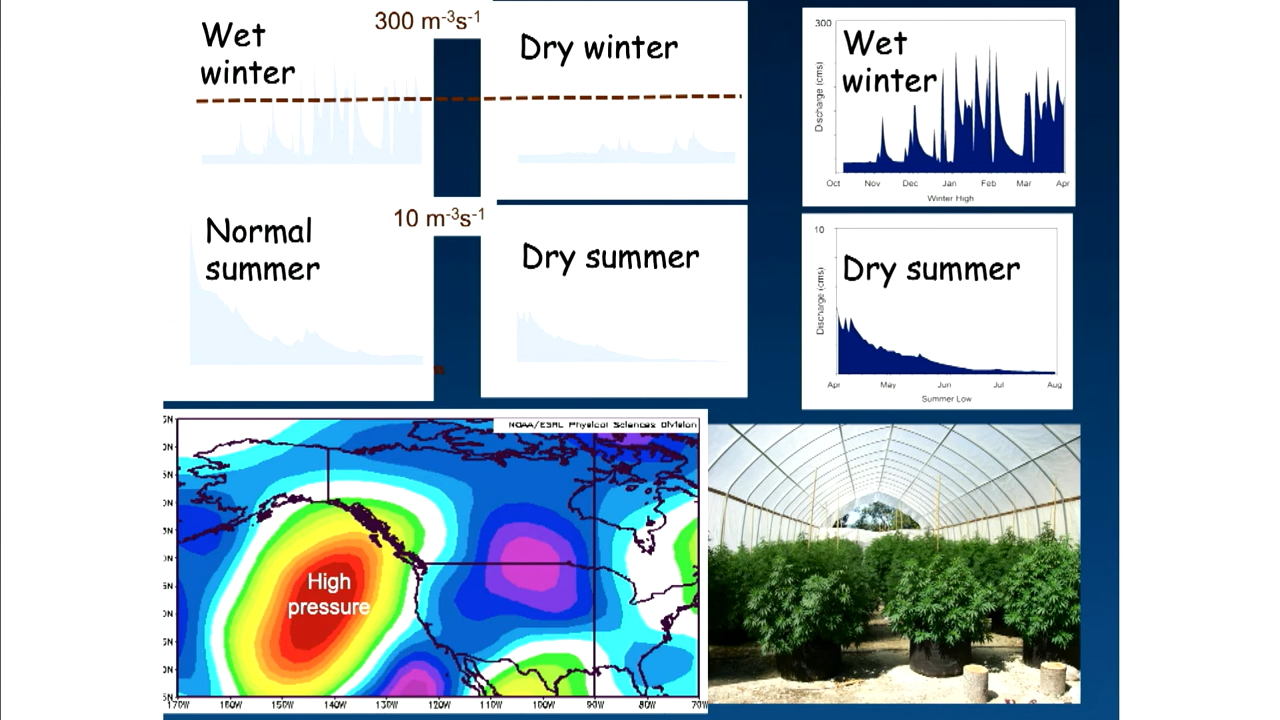 Wet
winter
300 m-³s-¹
Dry winter
300
Wet
winter
Discharge (cms)
Oct Nov Dec Jan Feb Mar Apr
Winter High
Normal
summer
10 m-³s-¹
Dry summer
10
Dry summer
Discharge (cms)
Apr May Jun Jul Aug
Summer Low
NOAA/ESRL Physical Sciences Division
High
pressure
170W 160W 150W 140W 130W 120W 110W 100W 90W 80W 70W